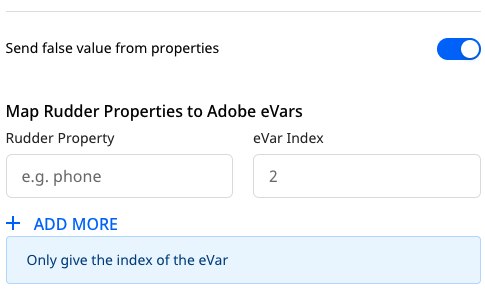 Send false value from properties
Map Rudder Properties to Adobe eVars
Rudder Property eVar Index
e.g. phone 2
+ ADD MORE
Only give the index of the eVar